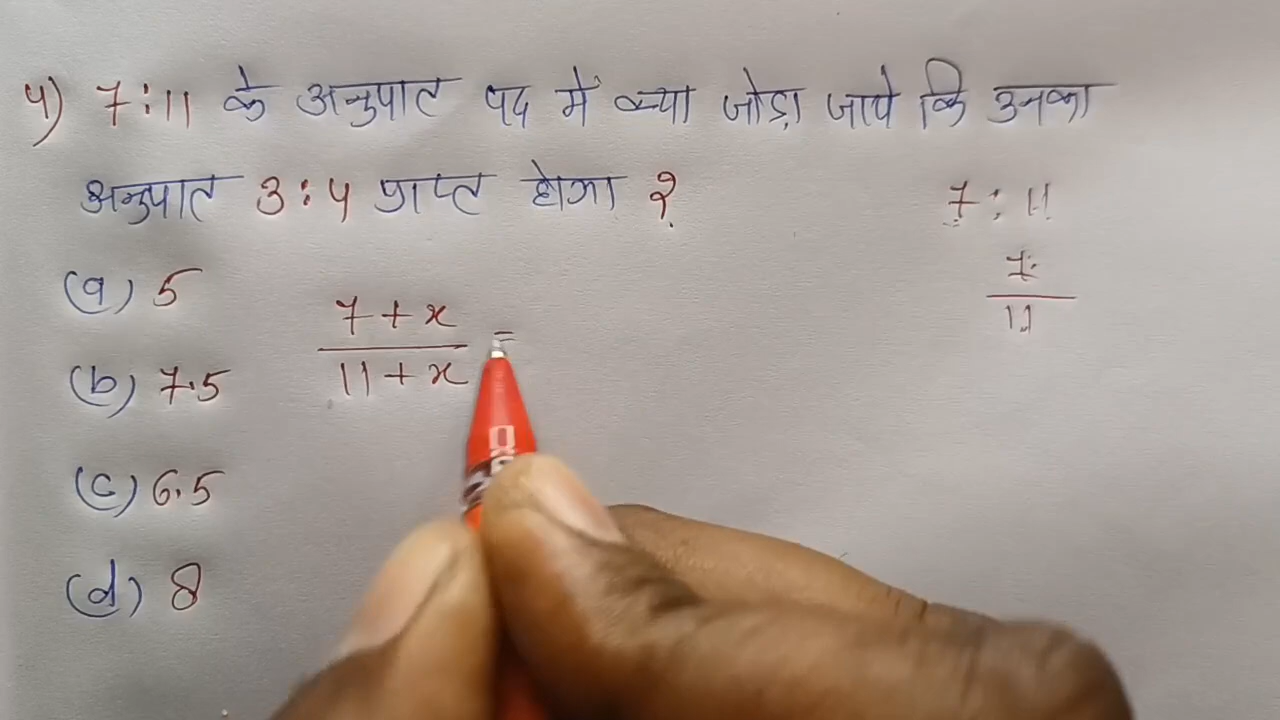 ५) 7:11 के अनुपात पद में क्या जोड़ा जाये कि उनका
अनुपात 3:4 प्राप्त होगा ?
7 : 11
7
11
(a) 5
7 + x
11 + x
=
(b) 7.5
(c) 6.5
(d) 8